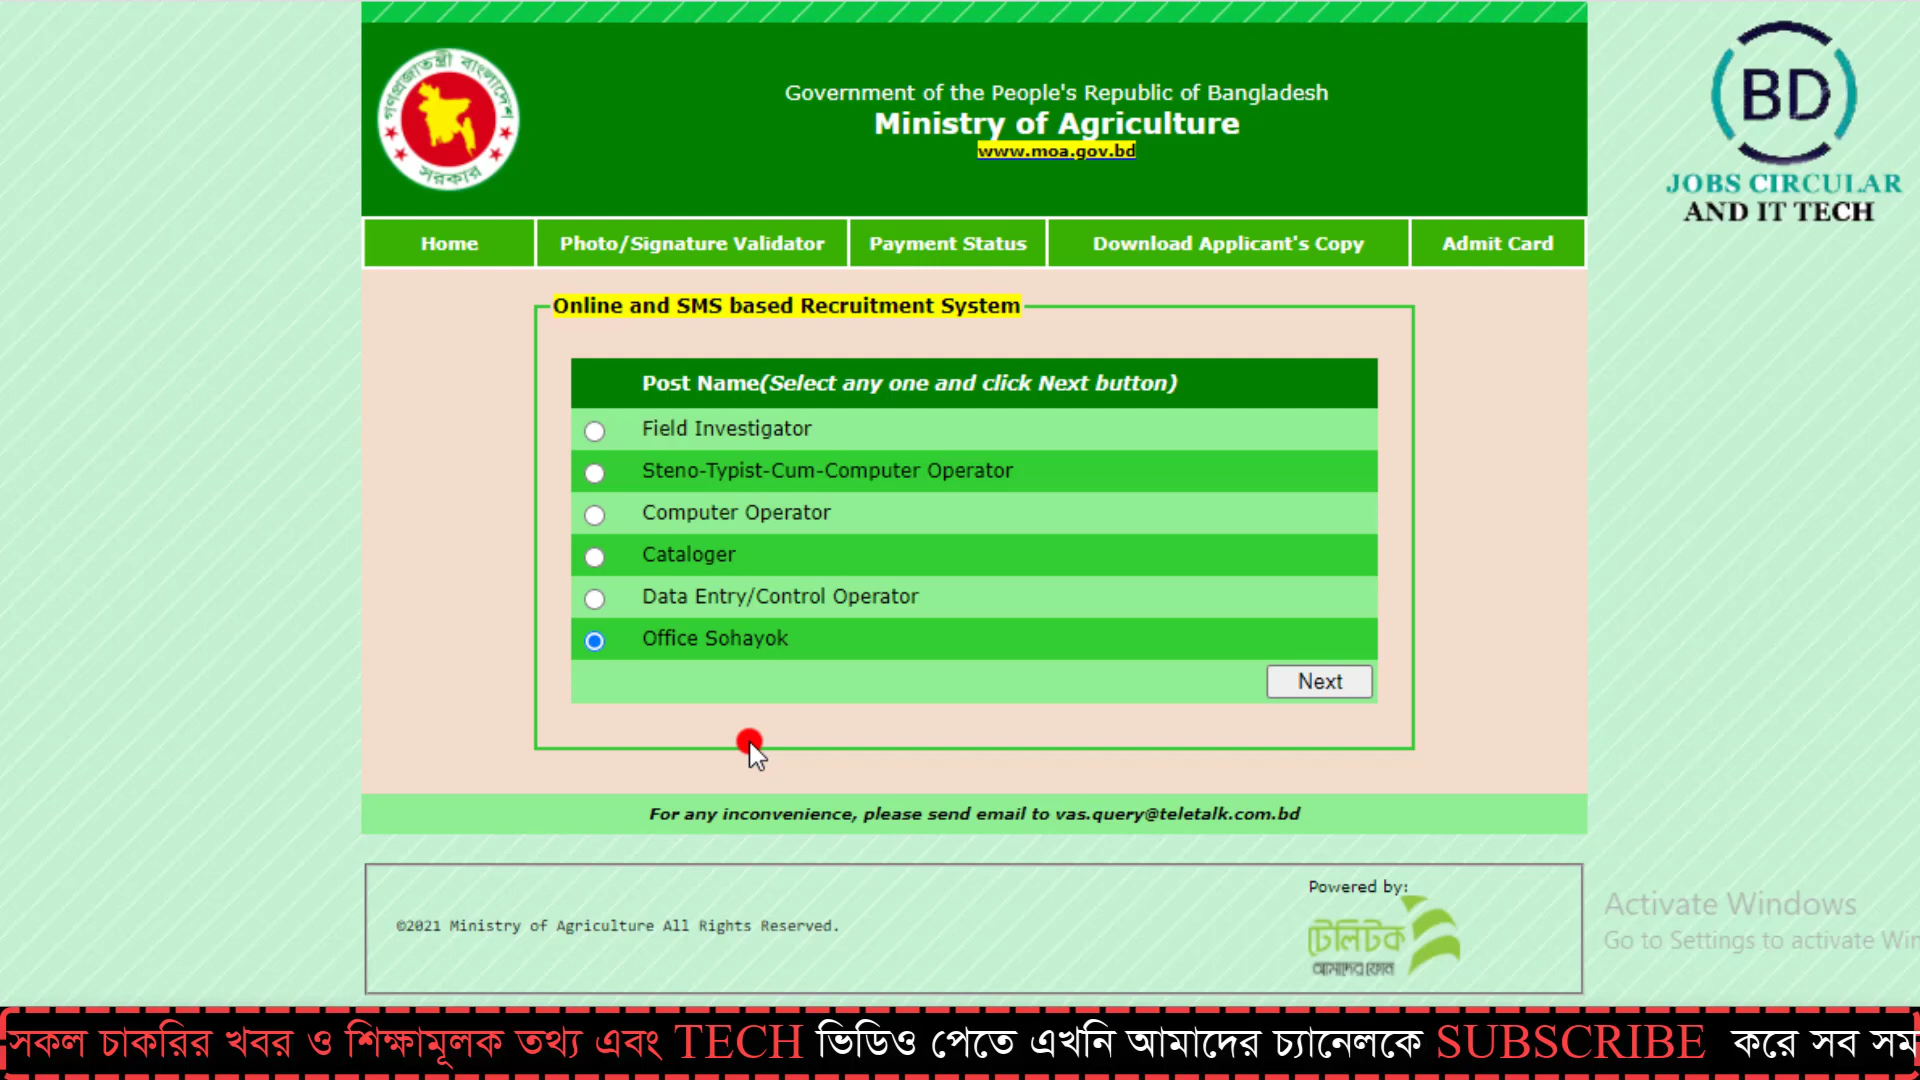 গণপ্রজাতন্ত্রী বাংলাদেশ
সরকার
Government of the People's Republic of Bangladesh
Ministry of Agriculture
www.moa.gov.bd
BD
JOBS CIRCULAR
AND IT TECH
Home Photo/Signature Validator Payment Status Download Applicant's Copy Admit Card
Online and SMS based Recruitment System
Post Name(Select any one and click Next button)
Field Investigator
Steno-Typist-Cum-Computer Operator
Computer Operator
Cataloger
Data Entry/Control Operator
Office Sohayok
Next
For any inconvenience, please send email to vas.query@teletalk.com.bd
Powered by:
©2021 Ministry of Agriculture All Rights Reserved.
টেলিটক
আমাদের ফোন
Activate Windows
Go to Settings to activate Win
সকল চাকরির খবর ও শিক্ষামূলক তথ্য এবং TECH ভিডিও পেতে এখনি আমাদের চ্যানেলকে SUBSCRIBE করে সব সম